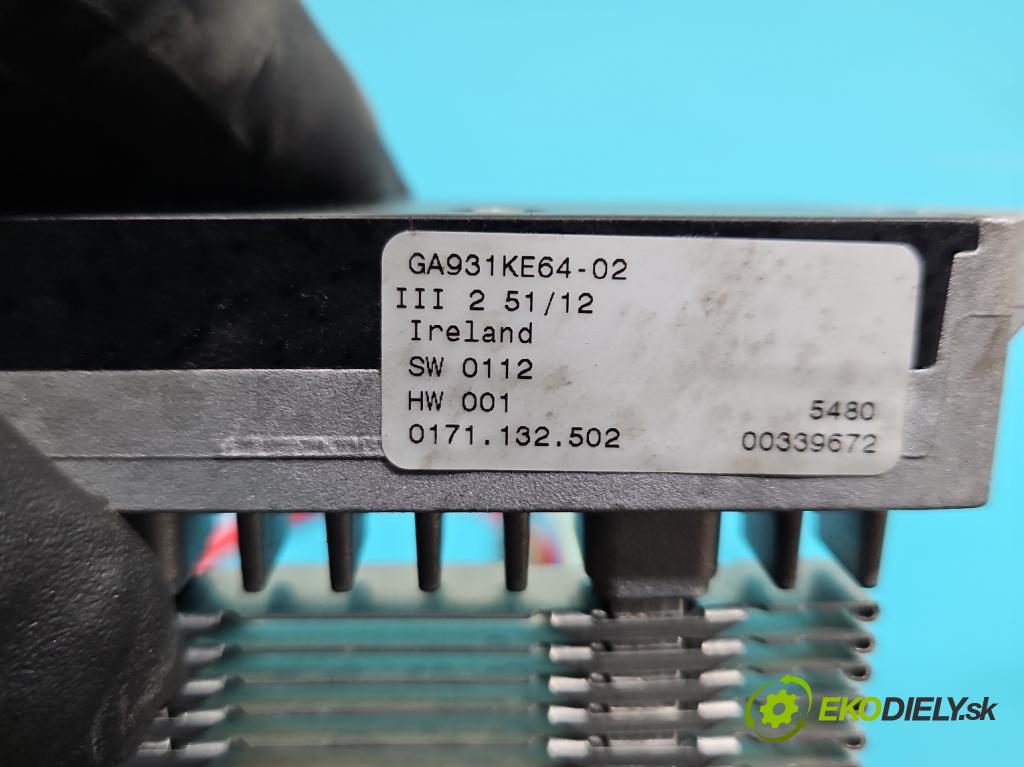 GA931KE64-02
III 2 51/12
Ireland
SW 0112
HW 001
5480
0171.132.502
00339672
EKODIELY.sk